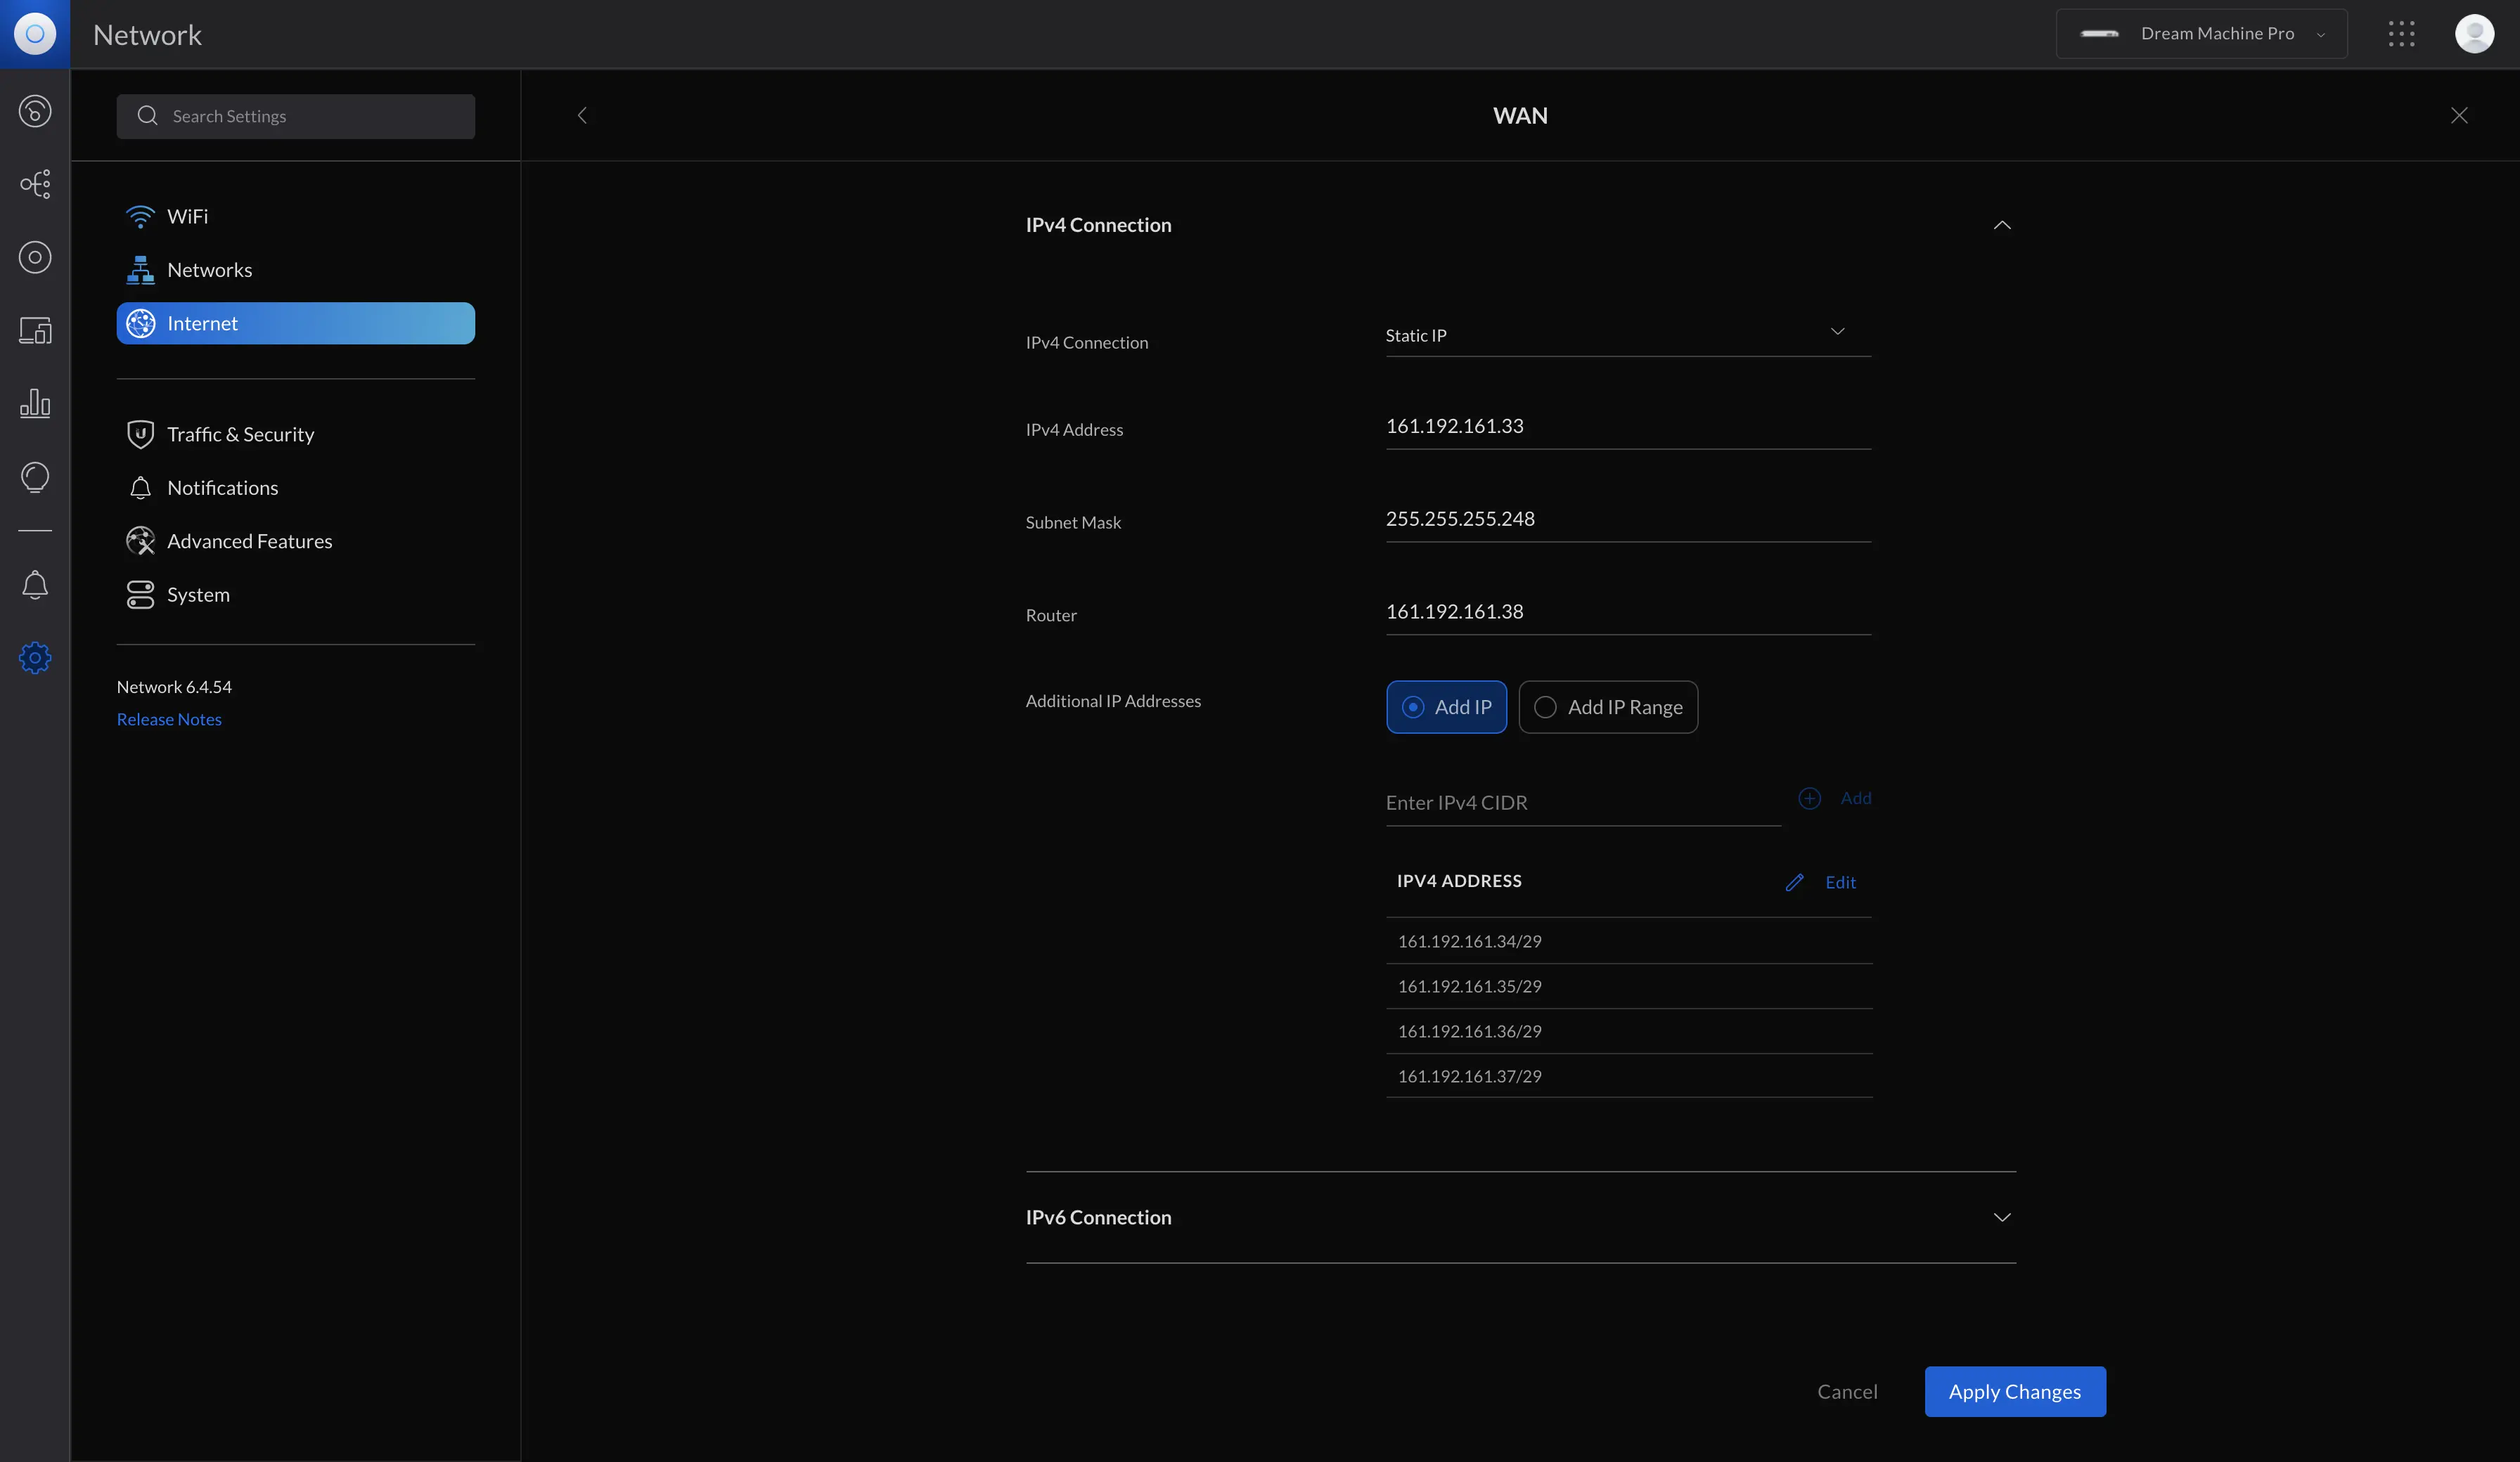 Network
Dream Machine Pro
Search Settings
WAN
WiFi
Networks
Internet
Traffic & Security
Notifications
Advanced Features
System
Network 6.4.54
Release Notes
IPv4 Connection
IPv4 Connection
Static IP
IPv4 Address
161.192.161.33
Subnet Mask
255.255.255.248
Router
161.192.161.38
Additional IP Addresses
Add IP
Add IP Range
Enter IPv4 CIDR
Add
IPV4 ADDRESS
Edit
161.192.161.34/29
161.192.161.35/29
161.192.161.36/29
161.192.161.37/29
IPv6 Connection
Cancel
Apply Changes